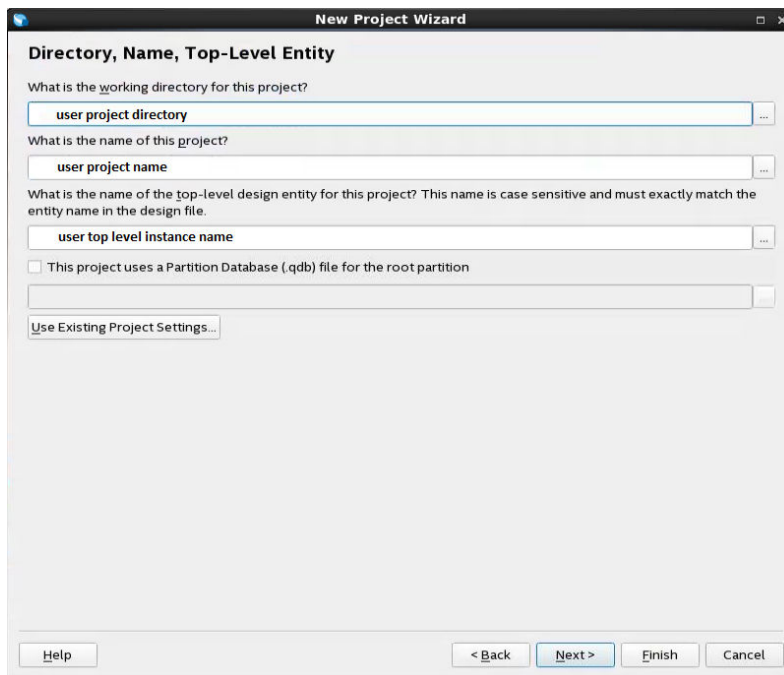 New Project Wizard
Directory, Name, Top-Level Entity
What is the working directory for this project?
user project directory
...
What is the name of this project?
user project name
...
What is the name of the top-level design entity for this project? This name is case sensitive and must exactly match the
entity name in the design file.
user top level instance name
...
This project uses a Partition Database (.qdb) file for the root partition
Use Existing Project Settings...
Help
< Back
Next >
Finish
Cancel